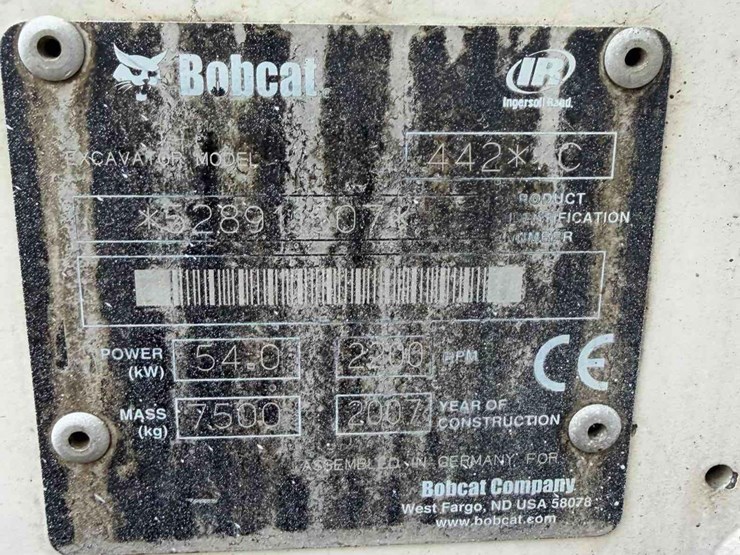 Bobcat
IR
Ingersoll Rand
EXCAVATOR MODEL
PRODUCT IDENTIFICATION NUMBER
POWER (kW) 54.0 2200 RPM
MASS (kg) 7500 2007 YEAR OF CONSTRUCTION
CE
ASSEMBLED IN GERMANY FOR
Bobcat Company
West Fargo, ND USA 58078
www.bobcat.com